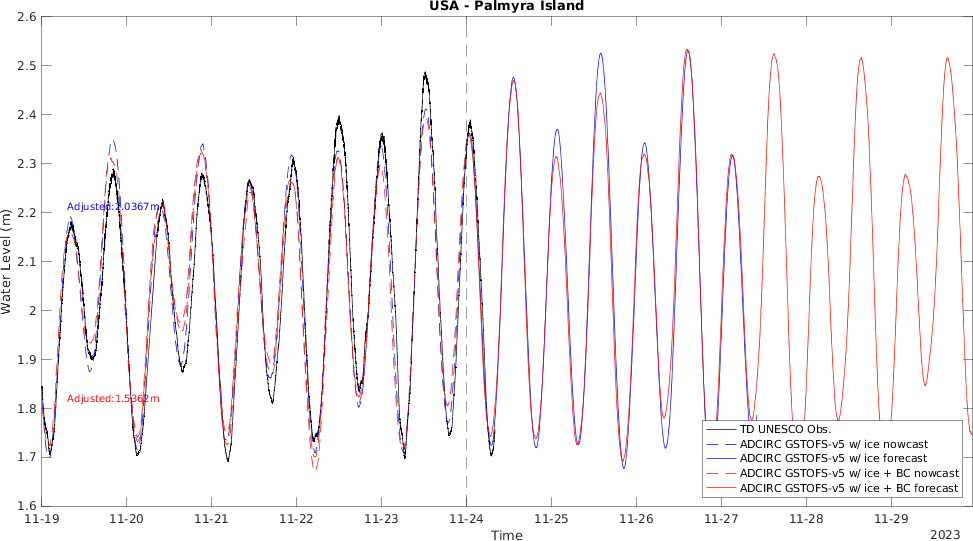 USA - Palmyra Island
2.6
2.5
2.4
2.3
2.2
2.1
2
1.9
1.8
1.7
1.6
Water Level (m)
Adjusted:2.0367m
Adjusted:1.5362m
TD UNESCO Obs.
ADCIRC GSTOFS-v5 w/ ice nowcast
ADCIRC GSTOFS-v5 w/ ice forecast
ADCIRC GSTOFS-v5 w/ ice + BC nowcast
ADCIRC GSTOFS-v5 w/ ice + BC forecast
11-19 11-20 11-21 11-22 11-23 11-24 11-25 11-26 11-27 11-28 11-29
Time
2023